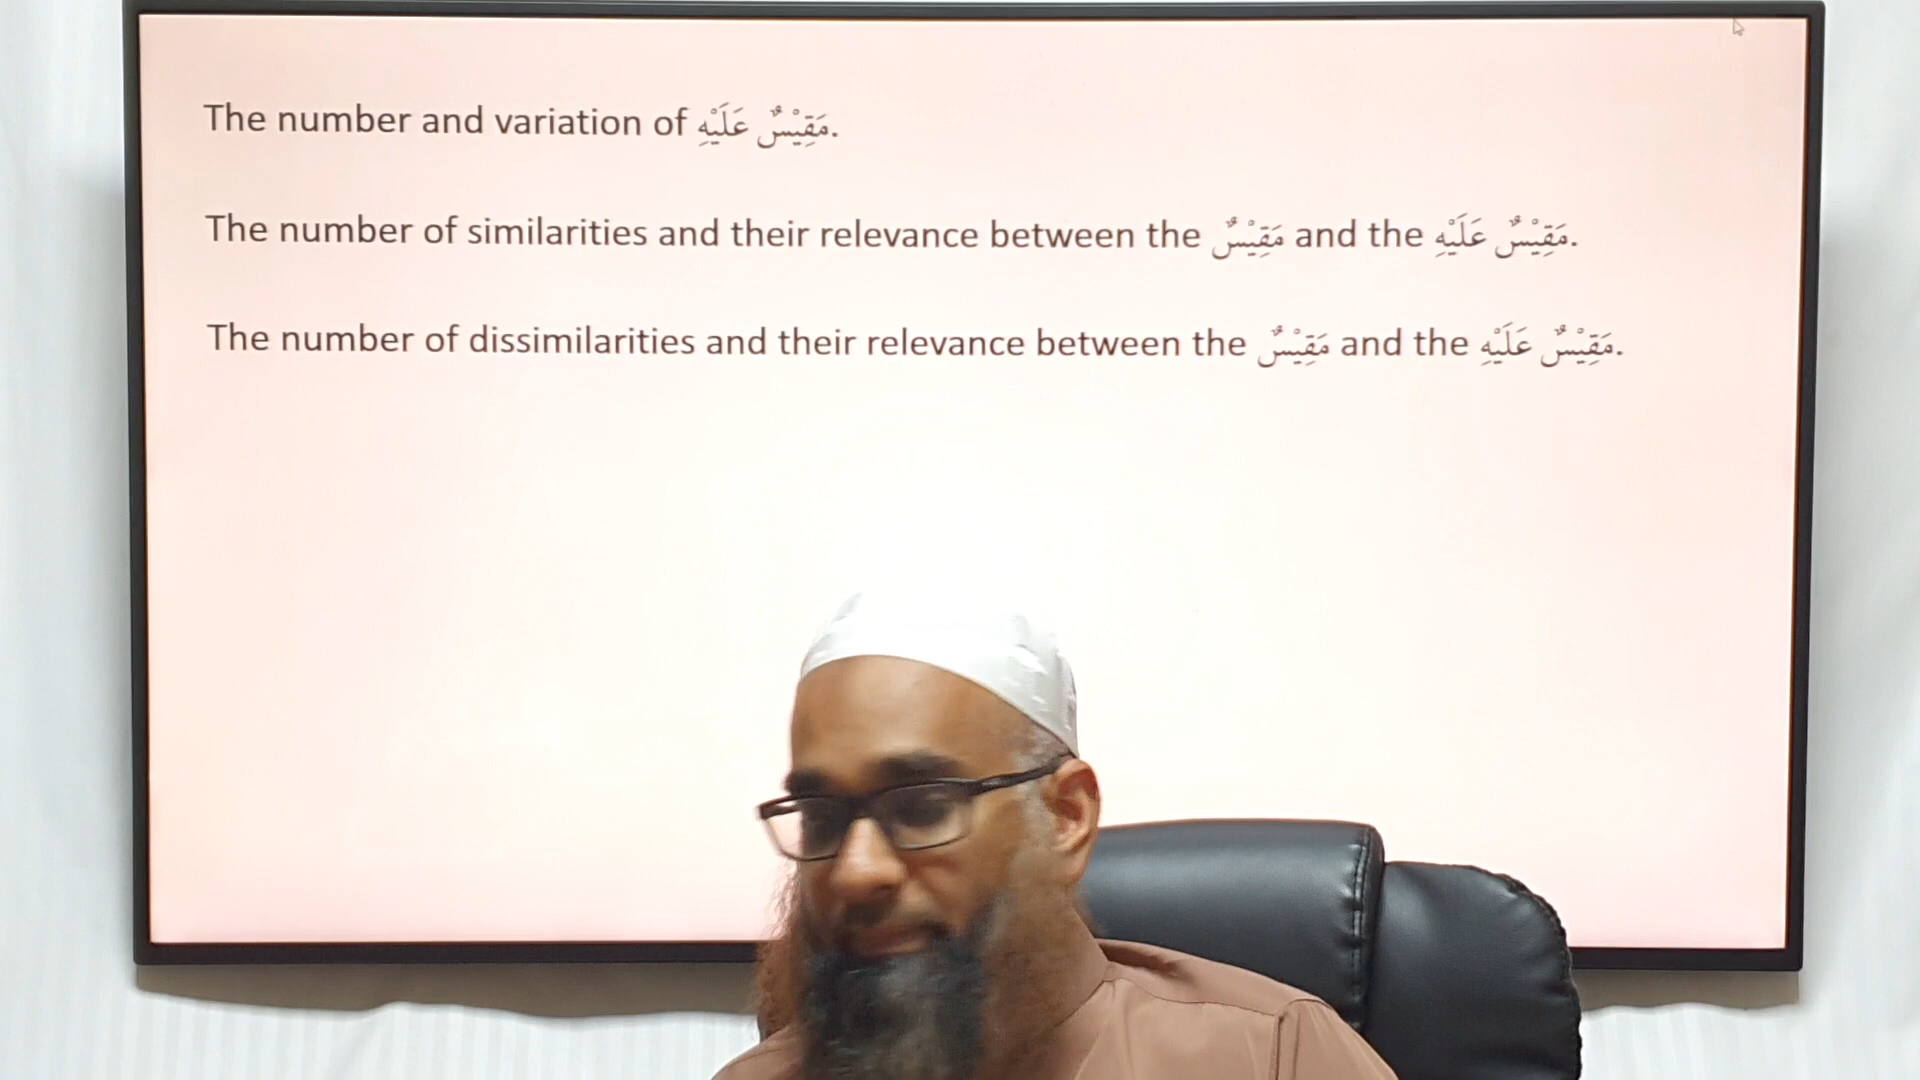 The number and variation of مَقِيْسٌ عَلَيْهِ.
The number of similarities and their relevance between the مَقِيْسٌ and the مَقِيْسٌ عَلَيْهِ.
The number of dissimilarities and their relevance between the مَقِيْسٌ and the مَقِيْسٌ عَلَيْهِ.